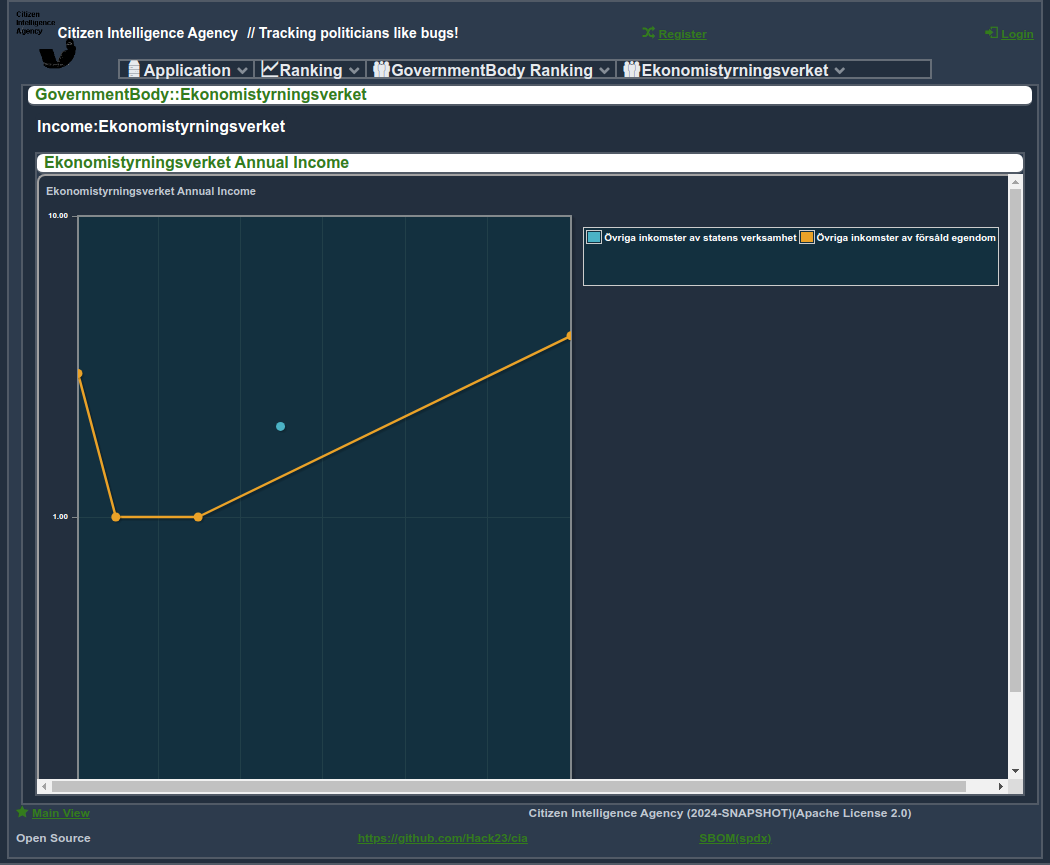 Citizen
Intelligence
Agency
Citizen Intelligence Agency // Tracking politicians like bugs!
Register
Login
Application
Ranking
GovernmentBody Ranking
Ekonomistyrningsverket
GovernmentBody::Ekonomistyrningsverket
Income:Ekonomistyrningsverket
Ekonomistyrningsverket Annual Income
Ekonomistyrningsverket Annual Income
10.00
Övriga inkomster av statens verksamhet
Övriga inkomster av försåld egendom
1.00
Main View
Citizen Intelligence Agency (2024-SNAPSHOT)(Apache License 2.0)
Open Source
https://github.com/Hack23/cia
SBOM(spdx)